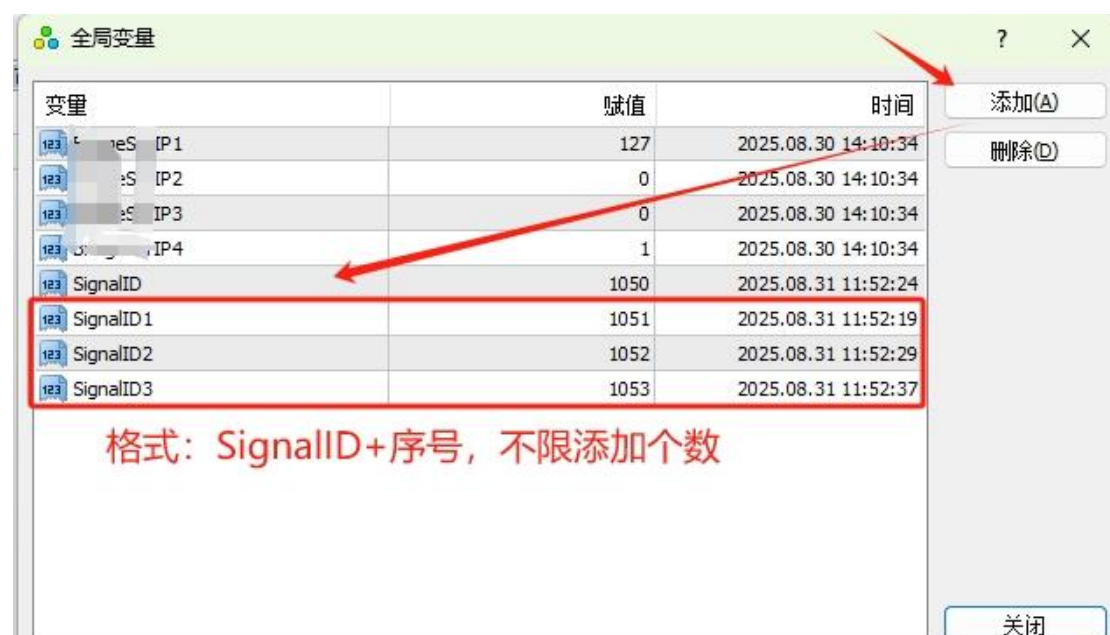 全局变量
变量 赋值 时间 添加(A)
IP1 127 2025.08.30 14:10:34 删除(D)
IP2 0 2025.08.30 14:10:34
IP3 0 2025.08.30 14:10:34
IP4 1 2025.08.30 14:10:34
SignalID 1050 2025.08.31 11:52:24
SignalID1 1051 2025.08.31 11:52:19
SignalID2 1052 2025.08.31 11:52:29
SignalID3 1053 2025.08.31 11:52:37
格式：SignalID+序号，不限添加个数
关闭